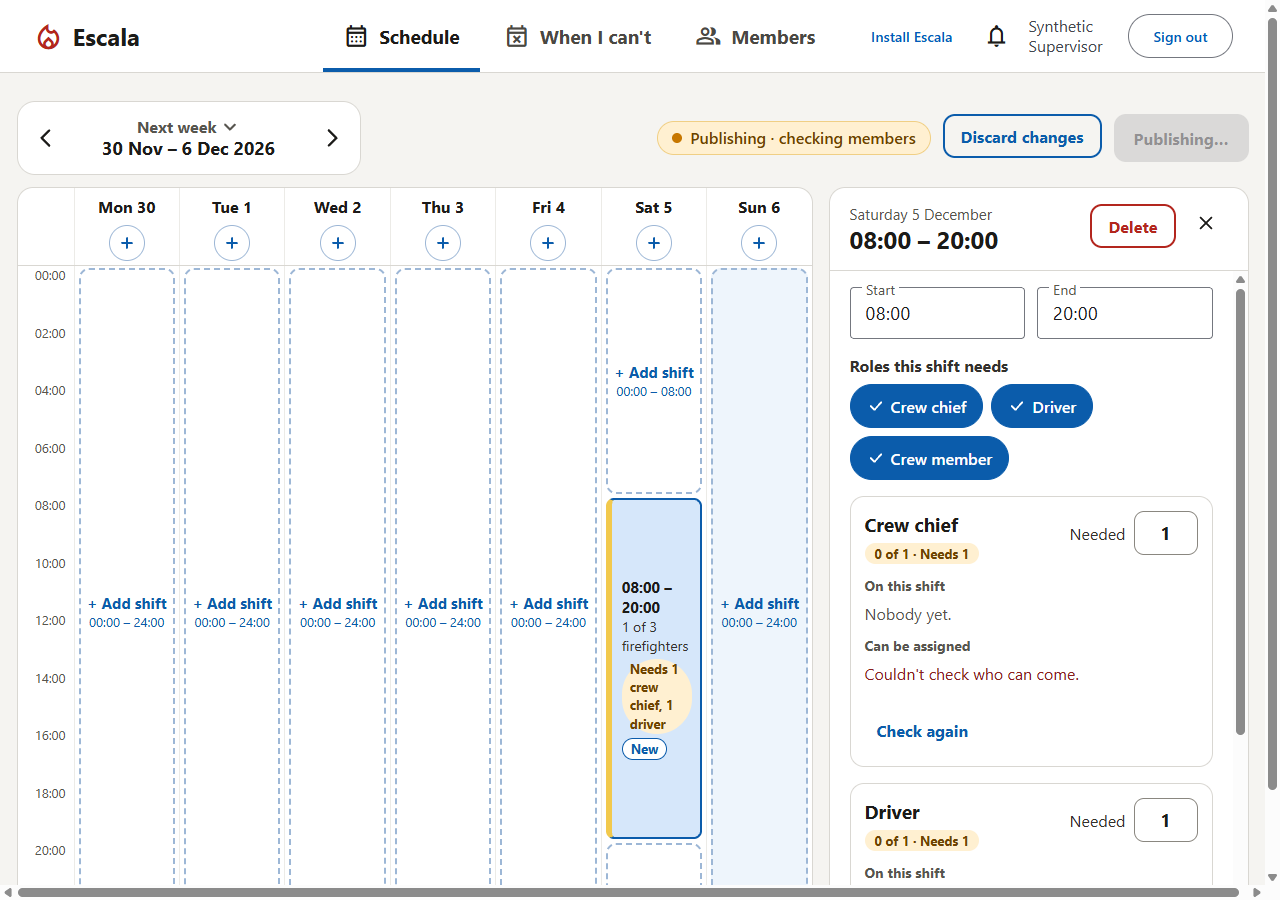 Escala
Schedule
When I can't
Members
Install Escala
Synthetic
Supervisor
Sign out
Next week
30 Nov – 6 Dec 2026
Publishing · checking members
Discard changes
Publishing...
Mon 30
Tue 1
Wed 2
Thu 3
Fri 4
Sat 5
Sun 6
+
+
+
+
+
+
+
00:00
02:00
04:00
06:00
08:00
10:00
12:00
14:00
16:00
18:00
20:00
+ Add shift
00:00 – 24:00
+ Add shift
00:00 – 24:00
+ Add shift
00:00 – 24:00
+ Add shift
00:00 – 24:00
+ Add shift
00:00 – 24:00
+ Add shift
00:00 – 08:00
08:00 –
20:00
1 of 3
firefighters
Needs 1
crew
chief, 1
driver
New
+ Add shift
00:00 – 24:00
Saturday 5 December
08:00 – 20:00
Delete
Start
08:00
End
20:00
Roles this shift needs
Crew chief
Driver
Crew member
Crew chief
Needed
1
0 of 1 · Needs 1
On this shift
Nobody yet.
Can be assigned
Couldn't check who can come.
Check again
Driver
Needed
1
0 of 1 · Needs 1
On this shift